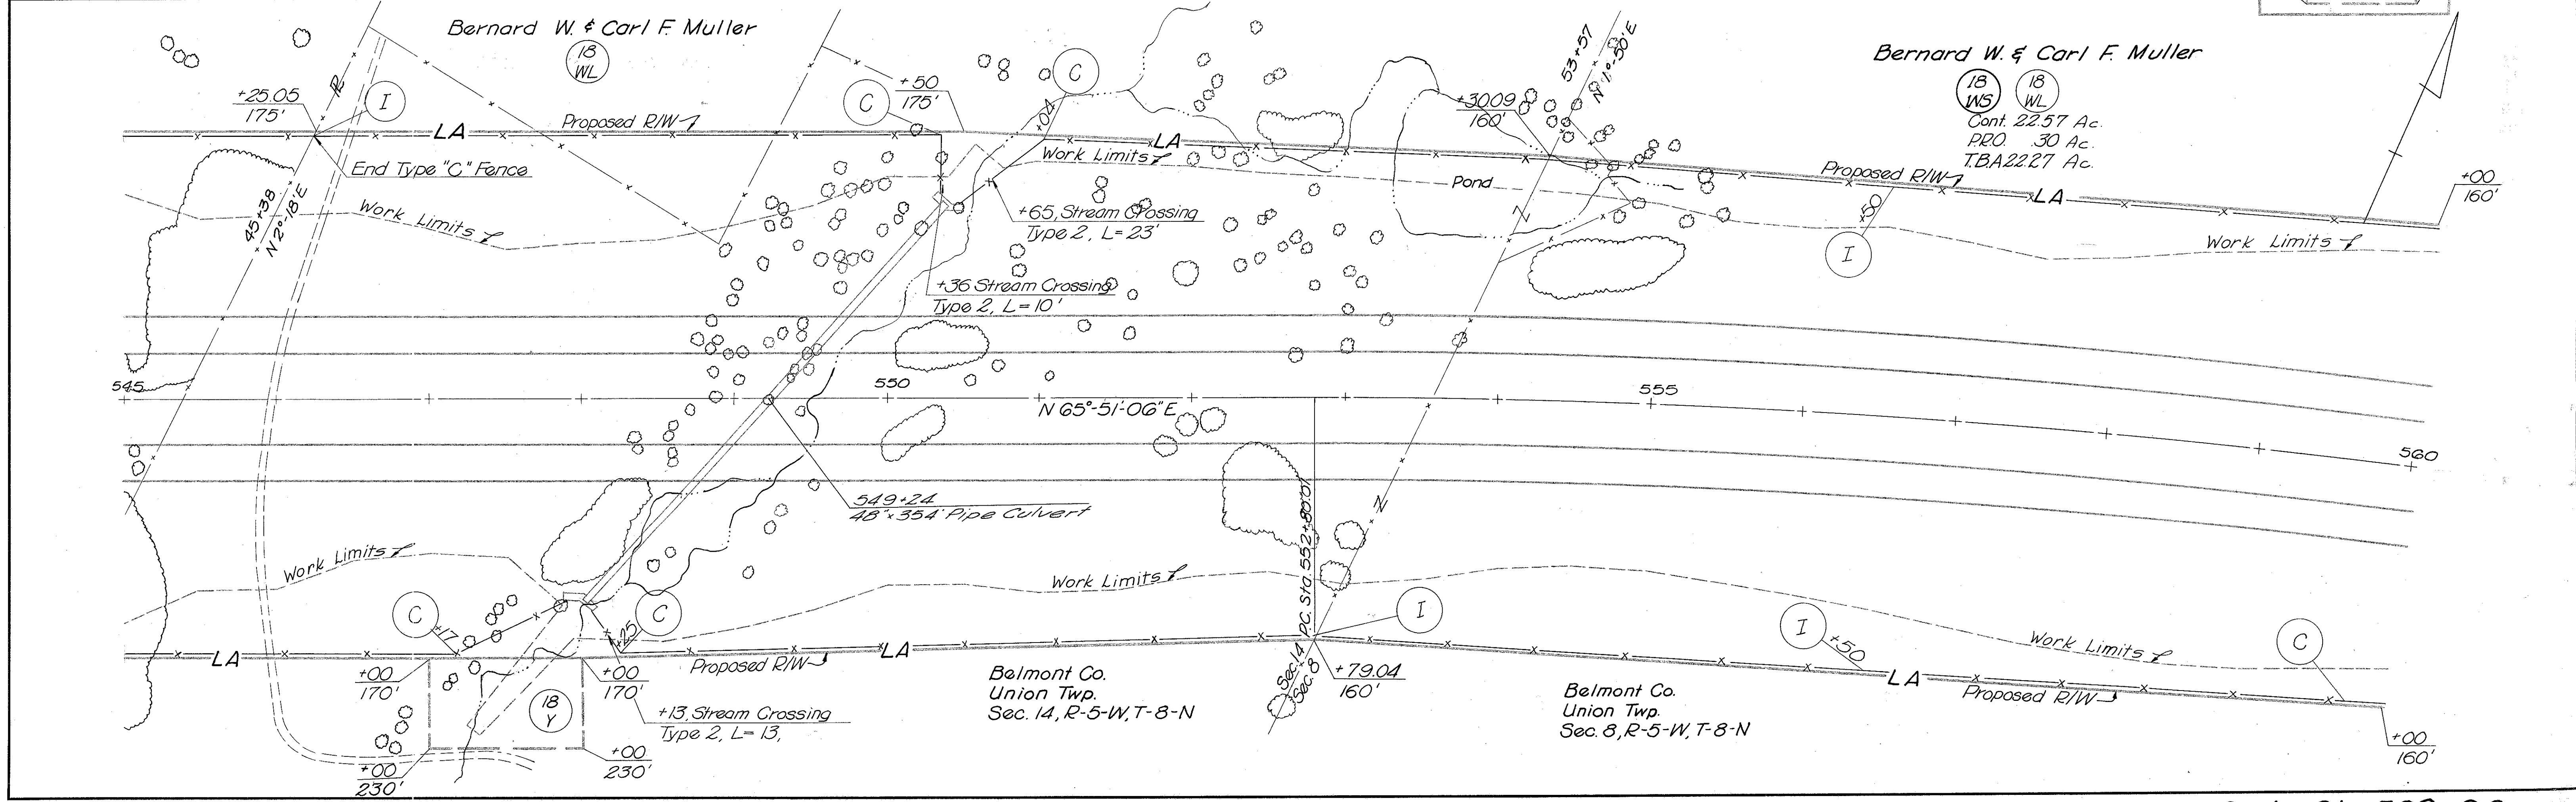 Bernard W. & Carl F. Muller
18
WL
Bernard W. & Carl F. Muller
18
WS
18
WL
Cont. 22.57 Ac.
P.R.O. .30 Ac.
T.B.A 22.27 Ac.
53+57
N 1°-50' E
+25.05
175'
I
C
+50
175'
C
+04
+30.09
160'
LA
Proposed R/W
LA
Work Limits
Proposed R/W
LA
+00
160'
End Type "C" Fence
Pond
+50
I
45+38
N 2°-18' E
Work Limits
+65, Stream Crossing
Type 2, L=23'
Work Limits
+36 Stream Crossing
Type 2, L=10'
545
550
555
560
N 65°-51'-06" E
549+24
48" x 354' Pipe Culvert
P.C. Sta. 552+80.07
Work Limits
Work Limits
C
+17
C
+25
I
I
+50
Work Limits
C
LA
Proposed R/W
LA
LA
Proposed R/W
+00
170'
+00
170'
Sec. 14
Sec. 8
+79.04
160'
18
Y
+13, Stream Crossing
Type 2, L=13,
Belmont Co.
Union Twp.
Sec. 14, R-5-W, T-8-N
Belmont Co.
Union Twp.
Sec. 8, R-5-W, T-8-N
+00
230'
+00
230'
+00
160'